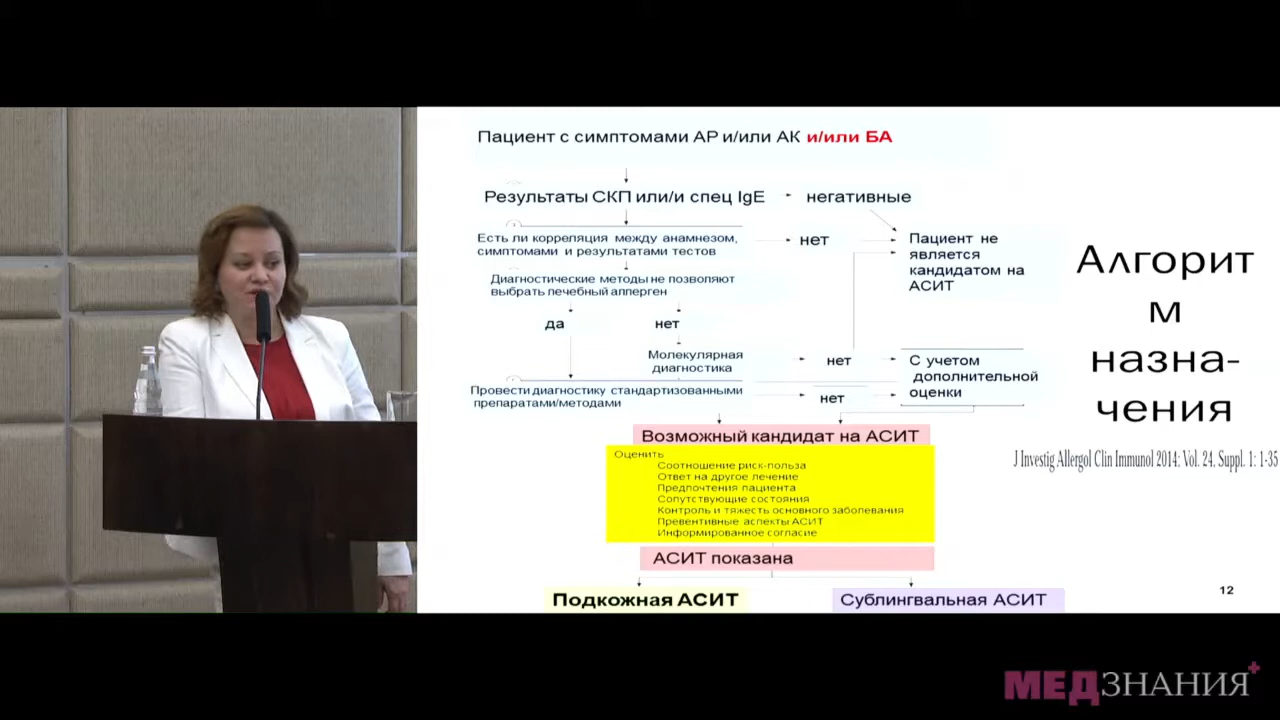 Пациент с симптомами АР и/или АК и/или БА
Результаты СКП или/и спец IgE
негативные
Есть ли корреляция между анамнезом,
симптомами и результатами тестов
нет
Пациент не
является
кандидатом на
АСИТ
Диагностические методы не позволяют
выбрать лечебный аллерген
да
нет
Молекулярная
диагностика
нет
С учетом
дополнительной
оценки
Провести диагностику стандартизованными
препаратами/методами
нет
Возможный кандидат на АСИТ
Оценить
Соотношение риск-польза
Ответ на другое лечение
Предпочтения пациента
Сопутствующие состояния
Контроль и тяжесть основного заболевания
Превентивные аспекты АСИТ
Информированное согласие
АСИТ показана
Подкожная АСИТ
Сублингвальная АСИТ
Алгорит
м
назна-
чения
J Investig Allergol Clin Immunol 2014; Vol. 24. Suppl. 1: 1-35
12
МЕДЗНАНИЯ+